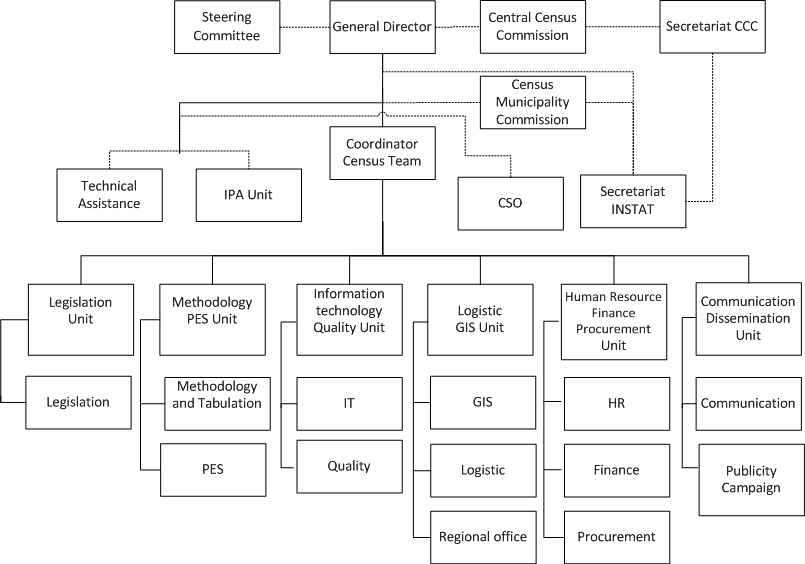 Steering
Committee
General Director
Central Census
Commission
Secretariat CCC
Census
Municipality
Commission
Coordinator
Census Team
Technical
Assistance
IPA Unit
CSO
Secretariat
INSTAT
Legislation
Unit
Methodology
PES Unit
Information
technology
Quality Unit
Logistic
GIS Unit
Human Resource
Finance
Procurement
Unit
Communication
Dissemination
Unit
Legislation
Methodology
and Tabulation
IT
GIS
HR
Communication
PES
Quality
Logistic
Finance
Publicity
Campaign
Regional office
Procurement